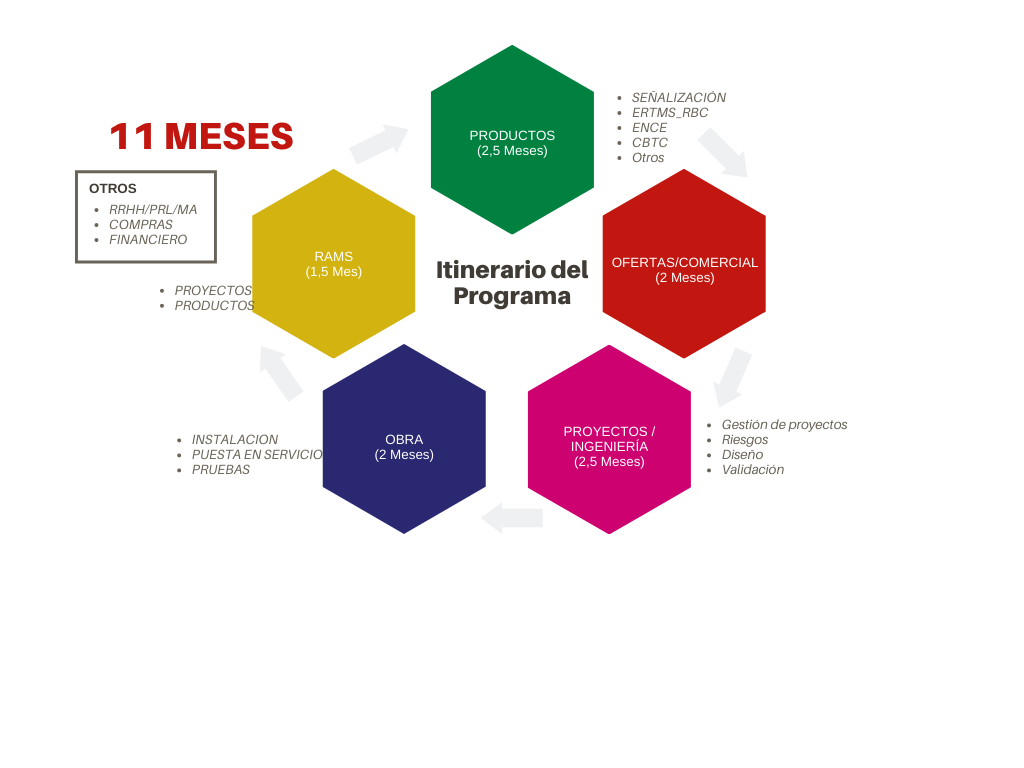 11 MESES
OTROS
• RRHH/PRL/MA
• COMPRAS
• FINANCIERO
PRODUCTOS
(2,5 Meses)
• SEÑALIZACIÓN
• ERTMS_RBC
• ENCE
• CBTC
• Otros
OFERTAS/COMERCIAL
(2 Meses)
Itinerario del
Programa
RAMS
(1,5 Mes)
• PROYECTOS
• PRODUCTOS
PROYECTOS /
INGENIERÍA
(2,5 Meses)
• Gestión de proyectos
• Riesgos
• Diseño
• Validación
OBRA
(2 Meses)
• INSTALACION
• PUESTA EN SERVICIO
• PRUEBAS